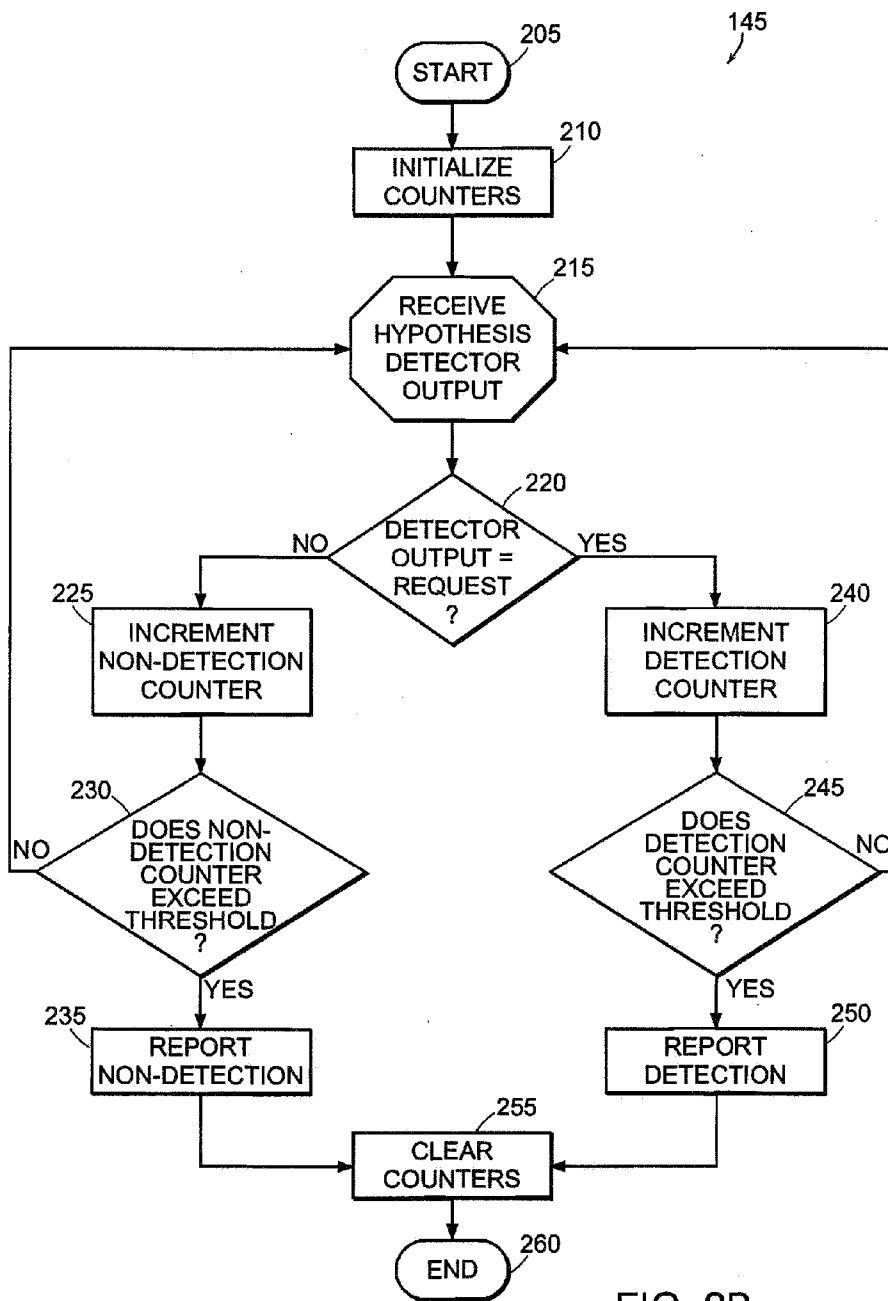 145
205
START
210
INITIALIZE
COUNTERS
215
RECEIVE
HYPOTHESIS
DETECTOR
OUTPUT
220
DETECTOR
OUTPUT =
REQUEST
?
NO
YES
225
INCREMENT
NON-DETECTION
COUNTER
240
INCREMENT
DETECTION
COUNTER
230
DOES NON-
DETECTION
COUNTER
EXCEED
THRESHOLD
?
NO
YES
245
DOES
DETECTION
COUNTER
EXCEED
THRESHOLD
?
NO
YES
235
REPORT
NON-DETECTION
250
REPORT
DETECTION
255
CLEAR
COUNTERS
END
260